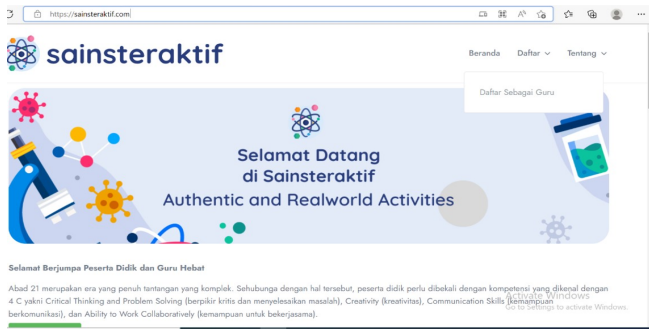 https://sainsteraktif.com
sainsteraktif
Beranda Daftar Tentang
Daftar Sebagai Guru
Selamat Datang
di Sainsteraktif
Authentic and Realworld Activities
Selamat Berjumpa Peserta Didik dan Guru Hebat
Abad 21 merupakan era yang penuh tantangan yang komplek. Sehubunga dengan hal tersebut, peserta didik perlu dibekali dengan kompetensi yang dikenal dengan
4 C yakni Critical Thinking and Problem Solving (berpikir kritis dan menyelesaikan masalah), Creativity (kreativitas), Communication Skills (kemampuan
berkomunikasi), dan Ability to Work Collaboratively (kemampuan untuk bekerjasama).
Activate Windows
Go to Settings to activate Windows.